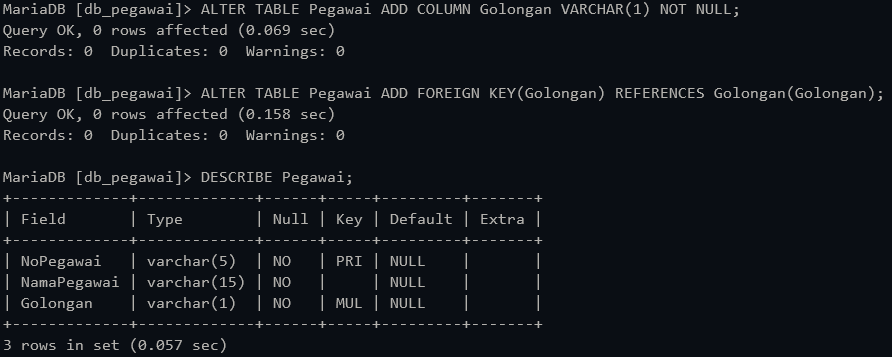 MariaDB [db_pegawai]> ALTER TABLE Pegawai ADD COLUMN Golongan VARCHAR(1) NOT NULL;
Query OK, 0 rows affected (0.069 sec)
Records: 0  Duplicates: 0  Warnings: 0

MariaDB [db_pegawai]> ALTER TABLE Pegawai ADD FOREIGN KEY(Golongan) REFERENCES Golongan(Golongan);
Query OK, 0 rows affected (0.158 sec)
Records: 0  Duplicates: 0  Warnings: 0

MariaDB [db_pegawai]> DESCRIBE Pegawai;
+-------------+-------------+------+-----+---------+-------+
| Field       | Type        | Null | Key | Default | Extra |
+-------------+-------------+------+-----+---------+-------+
| NoPegawai   | varchar(5)  | NO   | PRI | NULL    |       |
| NamaPegawai | varchar(15) | NO   |     | NULL    |       |
| Golongan    | varchar(1)  | NO   | MUL | NULL    |       |
+-------------+-------------+------+-----+---------+-------+
3 rows in set (0.057 sec)